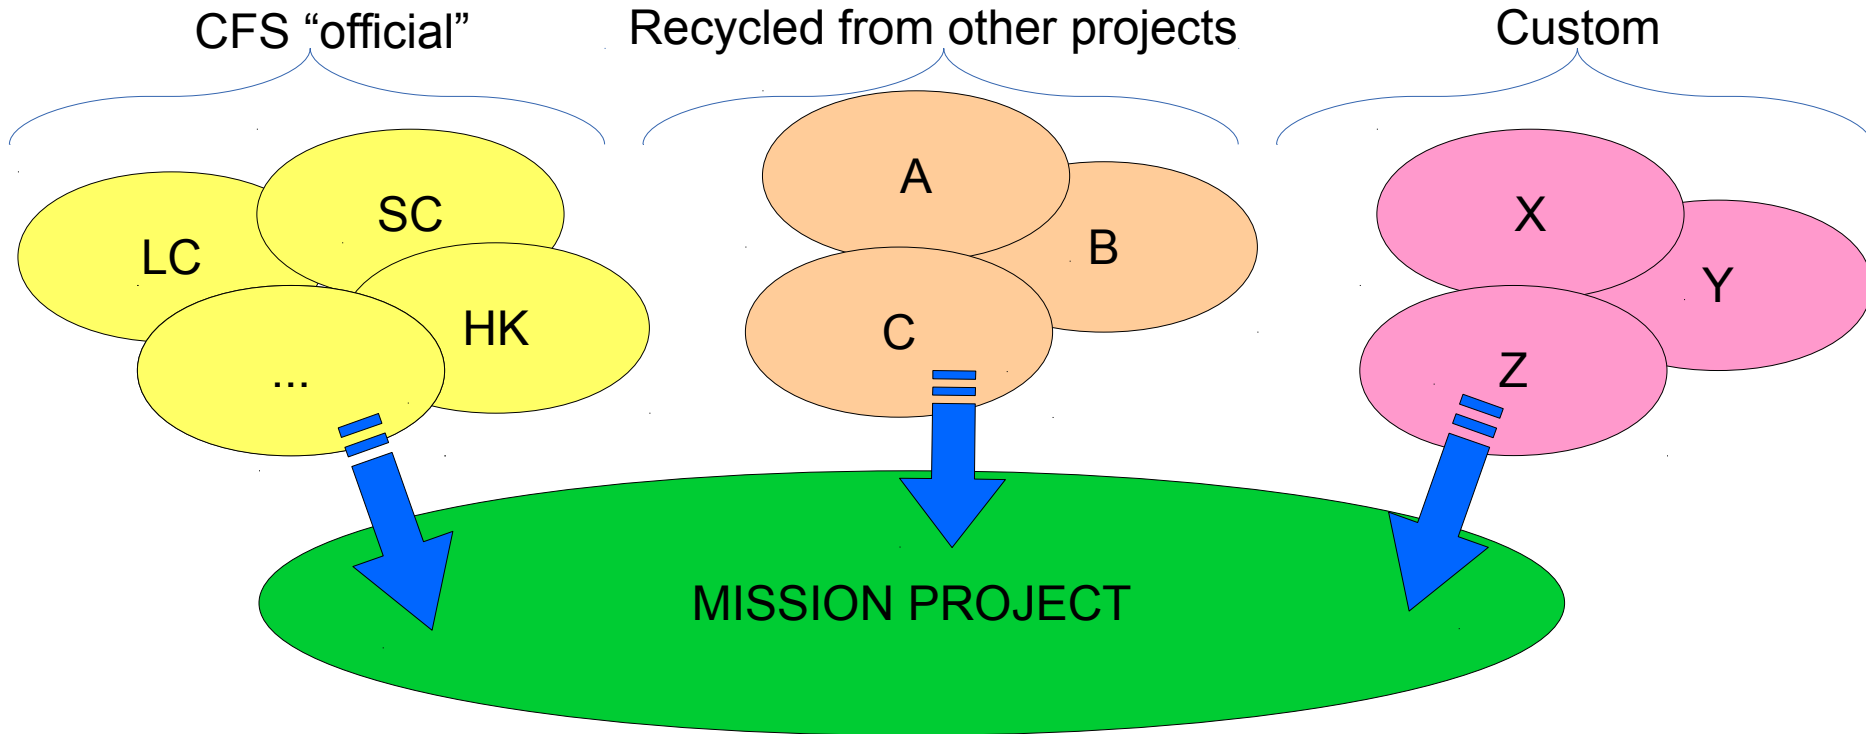 CFS “official”
Recycled from other projects
Custom
LC
SC
HK
...
A
B
C
X
Y
Z
MISSION PROJECT